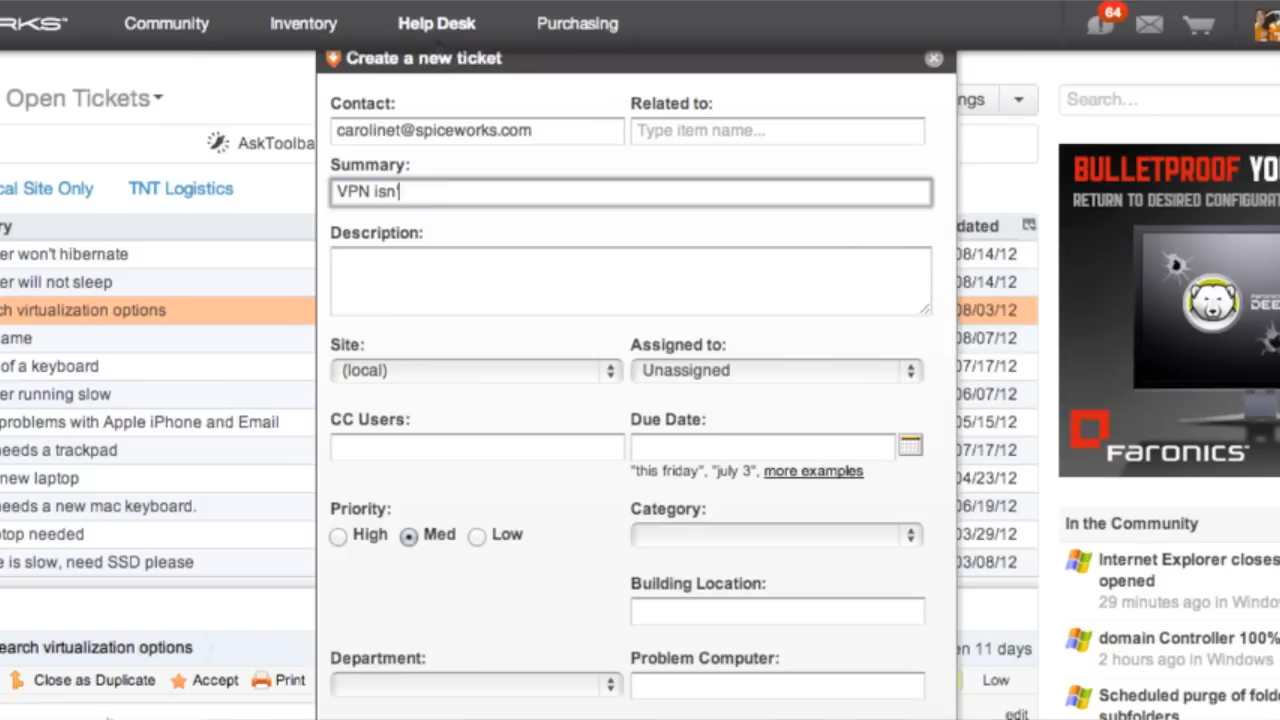 RKS™ Community Inventory Help Desk Purchasing 64
Create a new ticket
Open Tickets
ngs
Search...
AskToolba
cal Site Only TNT Logistics
ry
er won't hibernate
er will not sleep
ch virtualization options
ame
of a keyboard
er running slow
problems with Apple iPhone and Email
needs a trackpad
new laptop
needs a new mac keyboard.
ptop needed
e is slow, need SSD please
earch virtualization options
Close as Duplicate Accept Print
Contact: Related to:
carolinet@spiceworks.com Type item name...
Summary:
VPN isn'
Description:
Site: Assigned to:
(local) Unassigned
CC Users: Due Date:
"this friday", "july 3", more examples
Priority: Category:
High Med Low
Building Location:
Department: Problem Computer:
dated
08/14/12
08/14/12
08/03/12
08/07/12
07/17/12
06/07/12
05/15/12
07/17/12
04/23/12
06/19/12
03/29/12
03/08/12
en 11 days
Low
edit
BULLETPROOF YO
RETURN TO DESIRED CONFIGURA
FARONICS
DEE
FARONICS
In the Community
Internet Explorer closes
opened
29 minutes ago in Windo
domain Controller 100%
2 hours ago in Windows
Scheduled purge of folde
subfolders